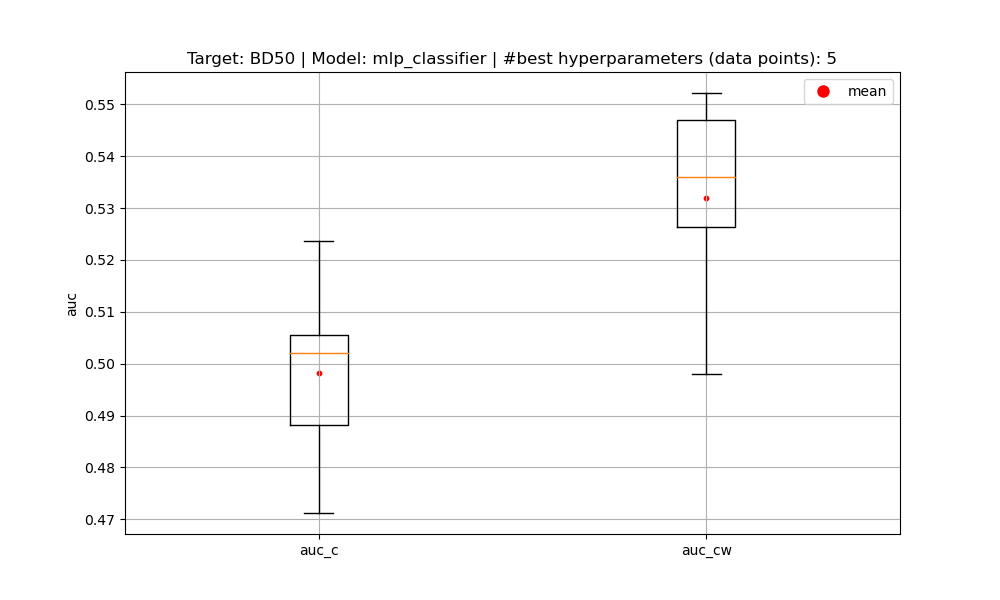 Target: BD50 | Model: mlp_classifier | #best hyperparameters (data points): 5
mean
auc
0.55
0.54
0.53
0.52
0.51
0.50
0.49
0.48
0.47
auc_c
auc_cw